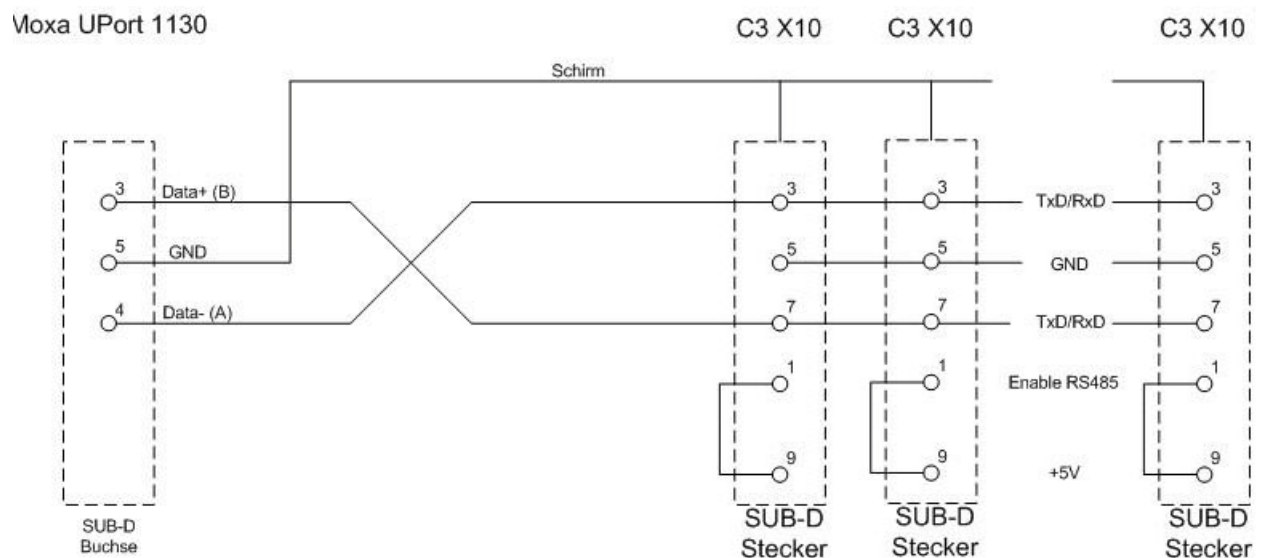 Moxa UPort 1130
C3 X10
C3 X10
C3 X10
Schirm
3
Data+ (B)
3
3
TxD/RxD
3
5
GND
5
5
GND
5
4
Data- (A)
7
7
TxD/RxD
7
1
1
Enable RS485
1
9
9
+5V
9
SUB-D
Buchse
SUB-D
Stecker
SUB-D
Stecker
SUB-D
Stecker